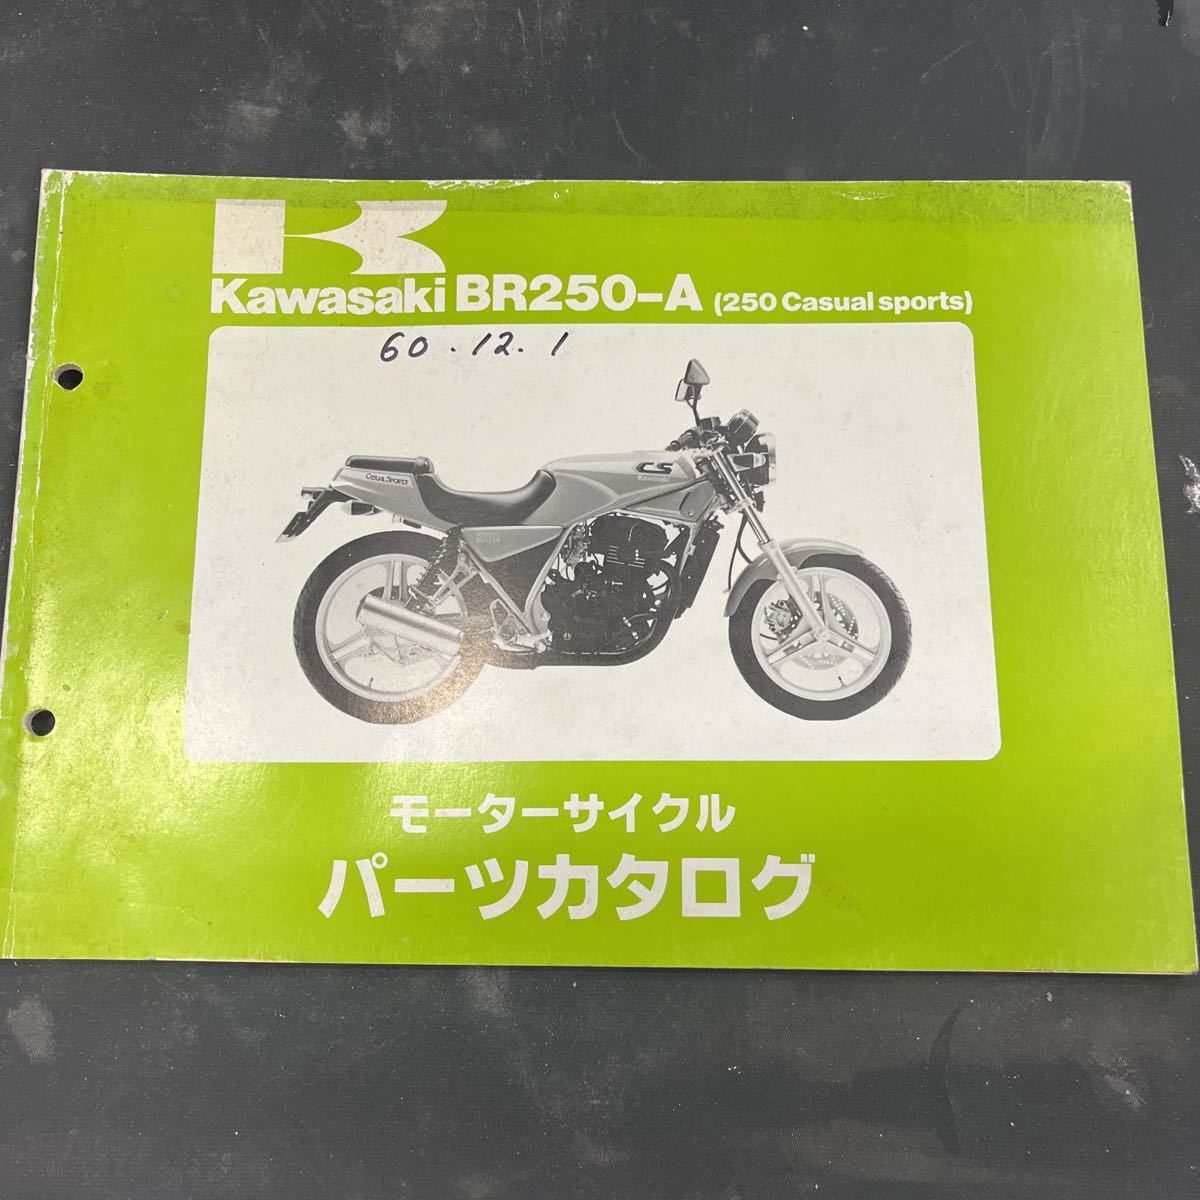 Kawasaki BR250-A (250 Casual sports)
60.12.1
CS
Kawasaki
CASUAL SPORTS
モーターサイクル
パーツカタログ